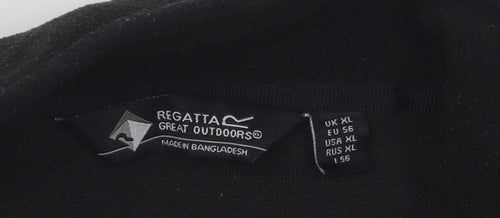 REGATTA
GREAT OUTDOORS®
MADE IN BANGLADESH
UK XL
EU 56
USA XL
RUS XL
I 56